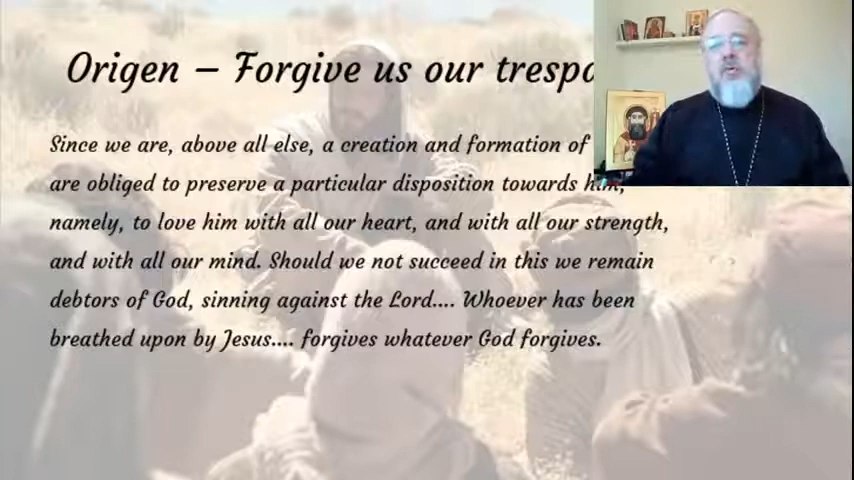 Origen – Forgive us our
Since we are, above all else, a creation and formation of
are obliged to preserve a particular disposition towards him,
namely, to love him with all our heart, and with all our strength,
and with all our mind. Should we not succeed in this we remain
debtors of God, sinning against the Lord.... Whoever has been
breathed upon by Jesus.... forgives whatever God forgives.